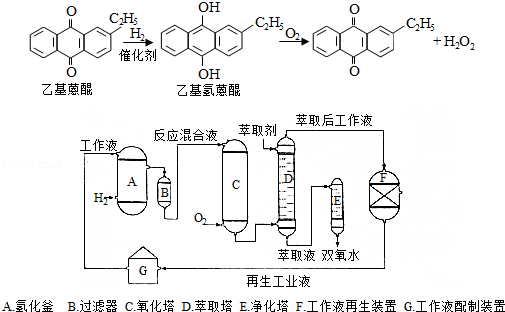 O
C₂H₅
O
乙基蒽醌
H₂
催化剂
OH
C₂H₅
OH
乙基氢蒽醌
O₂
O
C₂H₅
O
+ H₂O₂
工作液
反应混合液
萃取剂
萃取后工作液
H₂
A
B
C
O₂
D
E
F
萃取液
双氧水
G
再生工业液
A.氢化釜 B.过滤器 C.氧化塔 D.萃取塔 E.净化塔 F.工作液再生装置 G.工作液配制装置